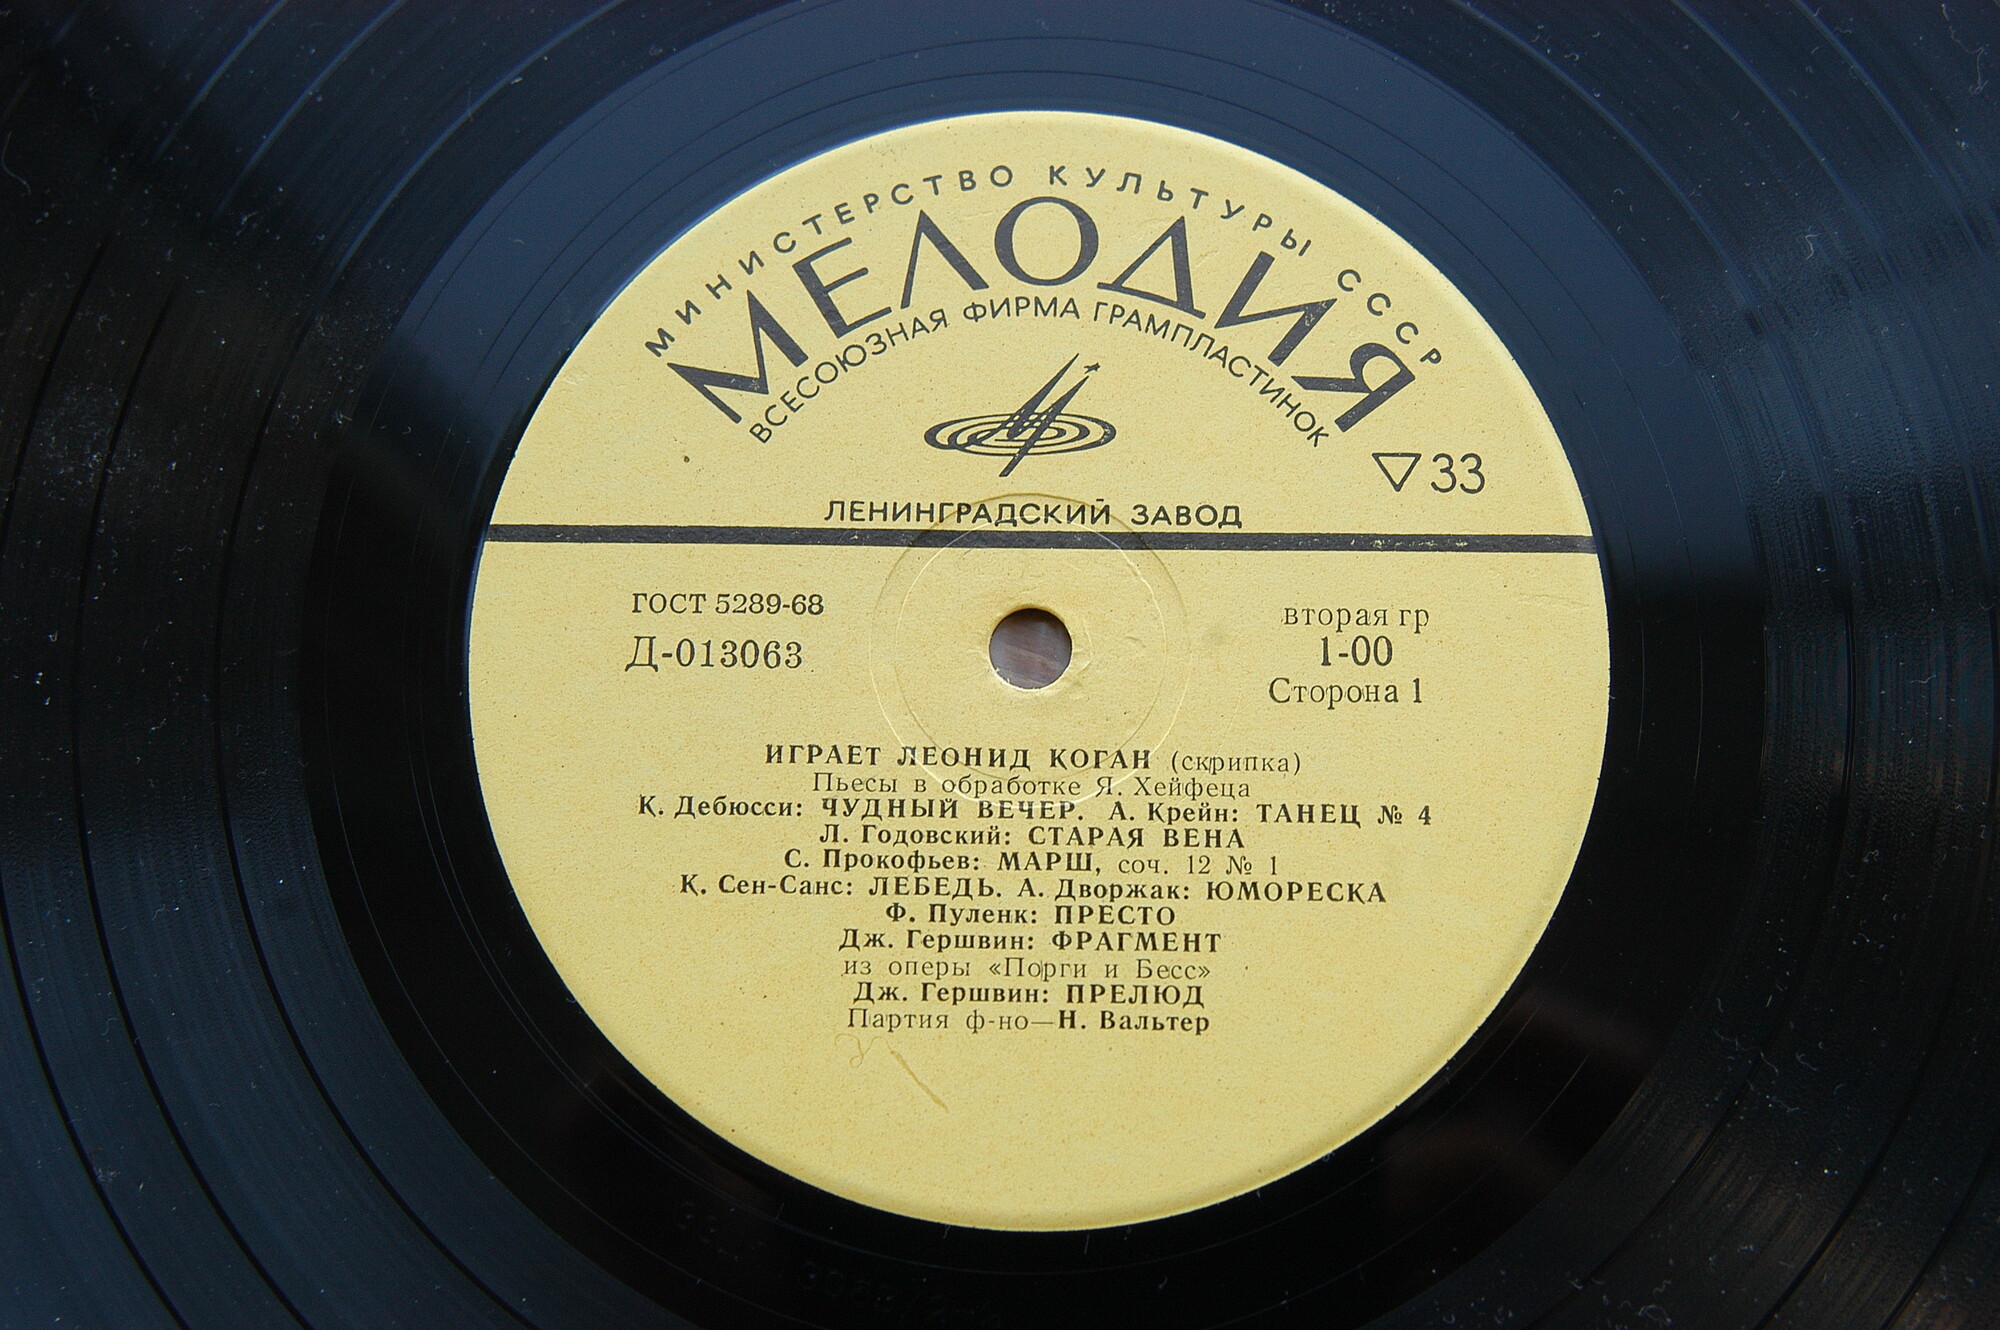 МИНИСТЕРСТВО КУЛЬТУРЫ СССР
МЕЛОДИЯ
ВСЕСОЮЗНАЯ ФИРМА ГРАМПЛАСТИНОК
▽33
ЛЕНИНГРАДСКИЙ ЗАВОД
ГОСТ 5289-68
Д-013063
вторая гр
1-00
Сторона 1
ИГРАЕТ ЛЕОНИД КОГАН (скрипка)
Пьесы в обработке Я. Хейфеца
К. Дебюсси: ЧУДНЫЙ ВЕЧЕР. А. Крейн: ТАНЕЦ № 4
Л. Годовский: СТАРАЯ ВЕНА
С. Прокофьев: МАРШ, соч. 12 № 1
К. Сен-Санс: ЛЕБЕДЬ. А. Дворжак: ЮМОРЕСКА
Ф. Пуленк: ПРЕСТО
Дж. Гершвин: ФРАГМЕНТ
из оперы «Порги и Бесс»
Дж. Гершвин: ПРЕЛЮД
Партия ф-но—Н. Вальтер